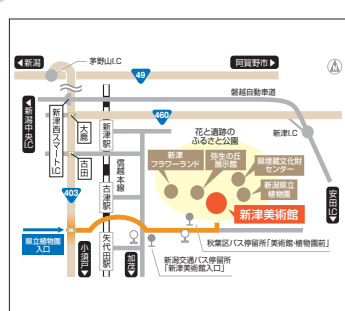 ◀新潟
茅野山I.C
49
阿賀野市▶
磐越自動車道
◀新潟中央I.C
新津西スマートI.C
大鹿
古田
新津駅
460
新津I.C
花と遺跡の
ふるさと公園
新津
フラワーランド
弥生の丘
展示館
県埋蔵文化財
センター
新潟県立
植物園
信越本線
古津駅
403
新津美術館
安田I.C▶
県立植物園
入口
小須戸▶
矢代田駅
加茂▶
秋葉区バス停留所「美術館・植物園前」
新潟交通バス停留所
「新津美術館入口」